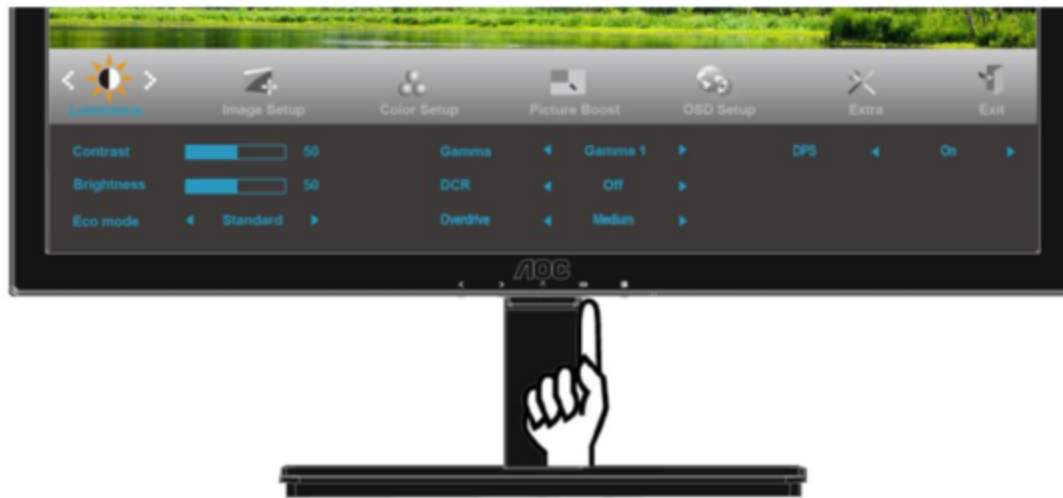 Luminance Image Setup Color Setup Picture Boost OSD Setup Extra Exit
Contrast 50 Gamma Gamma 1 DPS On
Brightness 50 DCR Off
Eco mode Standard Overdrive Medium
AOC